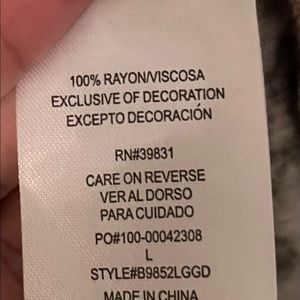 100% RAYON/VISCOSA
EXCLUSIVE OF DECORATION
EXCEPTO DECORACIÓN
RN#39831
CARE ON REVERSE
VER AL DORSO
PARA CUIDADO
PO#100-00042308
L
STYLE#B9852LGGD
MADE IN CHINA